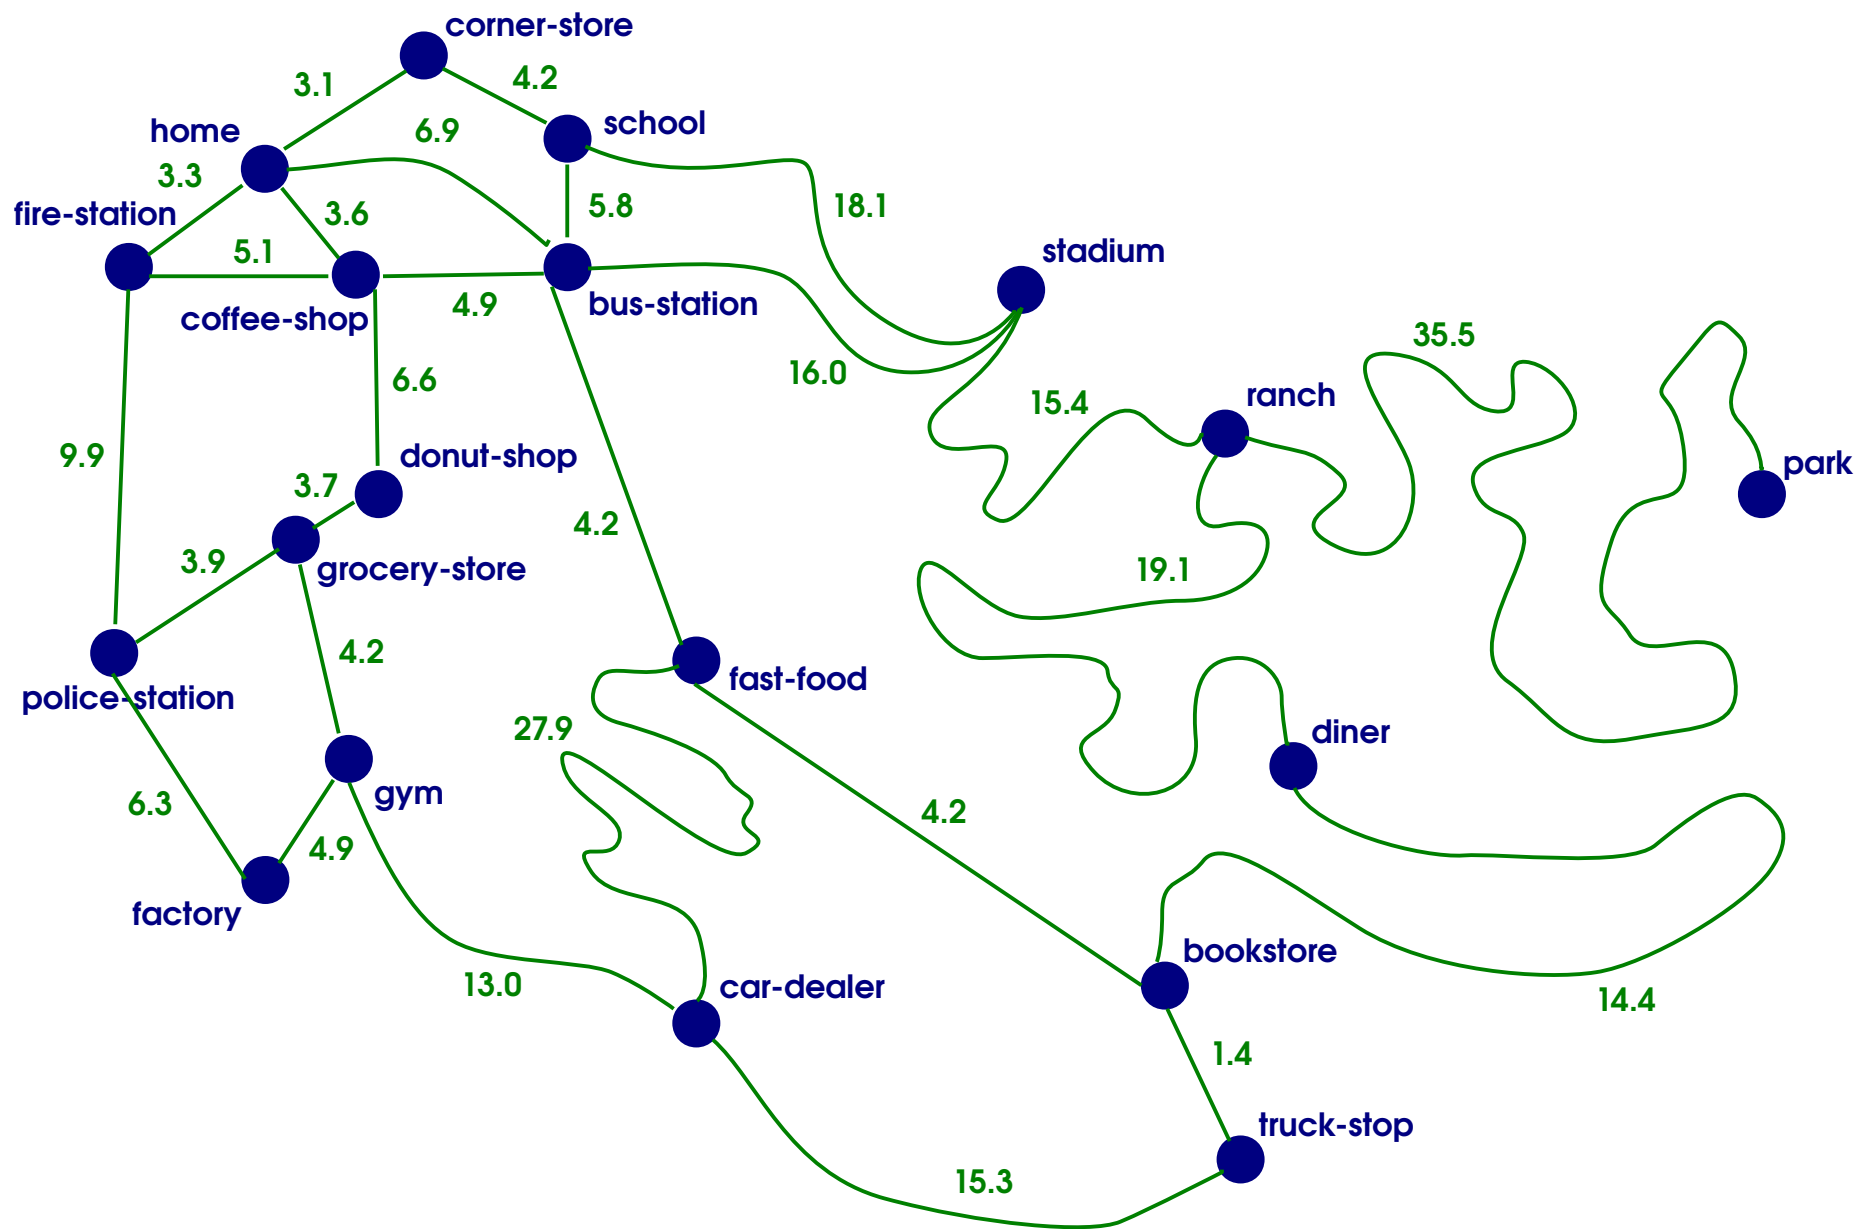 corner-store
3.1
4.2
home
6.9
school
3.3
fire-station
3.6
5.8
18.1
5.1
stadium
coffee-shop
4.9
bus-station
16.0
35.5
6.6
15.4
ranch
9.9
donut-shop
park
3.7
4.2
3.9
grocery-store
19.1
4.2
police-station
fast-food
27.9
diner
gym
6.3
4.9
4.2
factory
13.0
car-dealer
bookstore
14.4
1.4
truck-stop
15.3